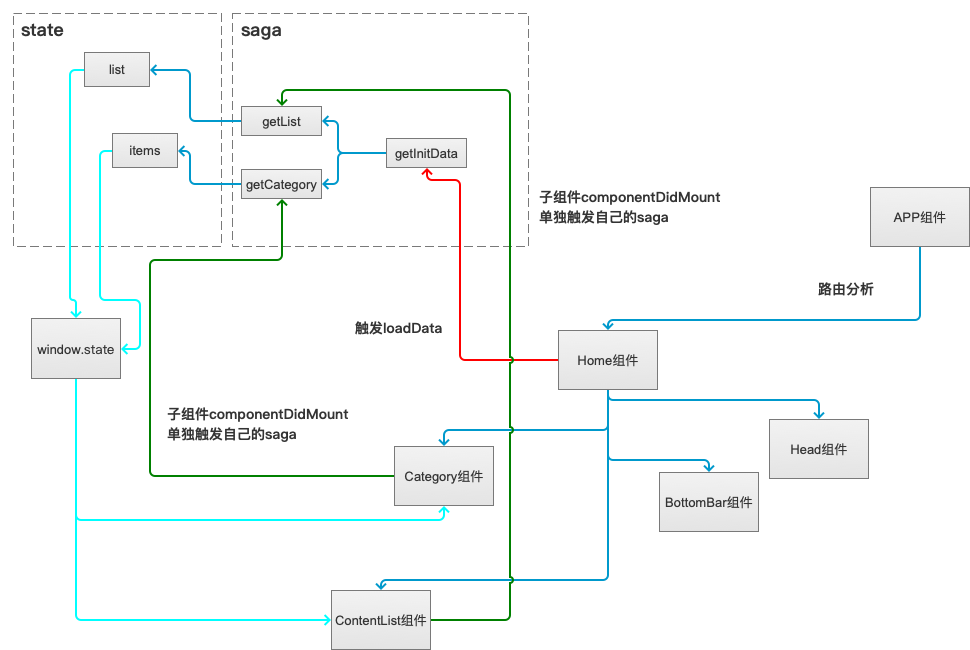 state
saga
list
getList
items
getInitData
getCategory
子组件componentDidMount
单独触发自己的saga
APP组件
路由分析
触发loadData
window.state
Home组件
子组件componentDidMount
单独触发自己的saga
Head组件
Category组件
BottomBar组件
ContentList组件